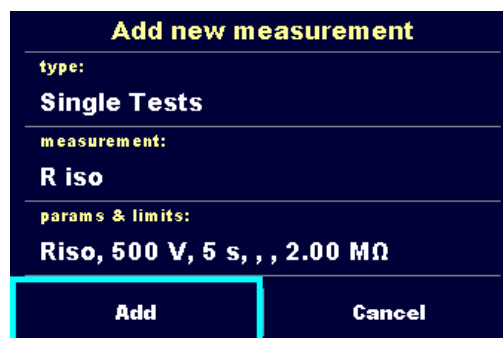 Add new measurement
type:
Single Tests
measurement:
R iso
params & limits:
Riso, 500 V, 5 s, , , 2.00 MΩ
Add
Cancel